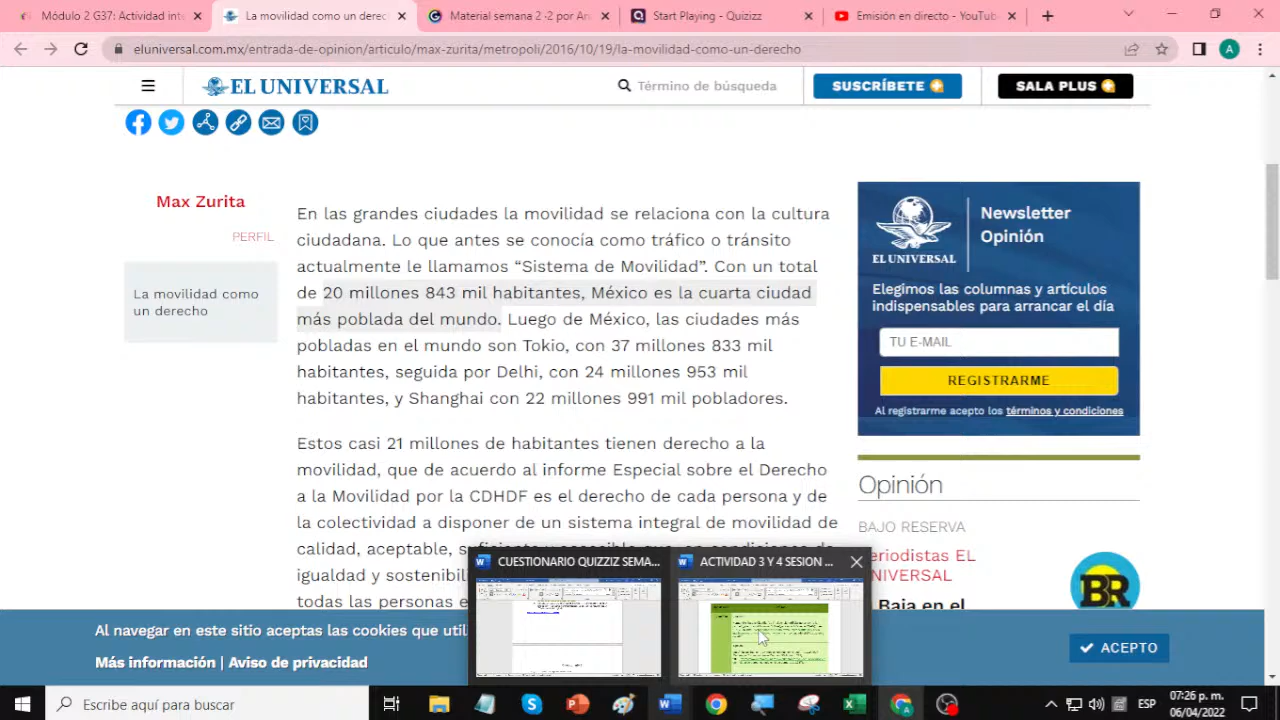 Módulo 2 G37: Actividad inte
La movilidad como un derec
Material semana 2 -2 por An
Start Playing - Quizizz
Emisión en directo - YouTub
eluniversal.com.mx/entrada-de-opinion/articulo/max-zurita/metropoli/2016/10/19/la-movilidad-como-un-derecho
A
EL UNIVERSAL
Término de búsqueda
SUSCRÍBETE
SALA PLUS
Max Zurita
PERFIL
La movilidad como
un derecho
En las grandes ciudades la movilidad se relaciona con la cultura
ciudadana. Lo que antes se conocía como tráfico o tránsito
actualmente le llamamos “Sistema de Movilidad”. Con un total
de 20 millones 843 mil habitantes, México es la cuarta ciudad
más poblada del mundo. Luego de México, las ciudades más
pobladas en el mundo son Tokio, con 37 millones 833 mil
habitantes, seguida por Delhi, con 24 millones 953 mil
habitantes, y Shanghai con 22 millones 991 mil pobladores.
Estos casi 21 millones de habitantes tienen derecho a la
movilidad, que de acuerdo al informe Especial sobre el Derecho
a la Movilidad por la CDHDF es el derecho de cada persona y de
la colectividad a disponer de un sistema integral de movilidad de
calidad, aceptable,
igualdad y sostenibil
todas las personas e
EL UNIVERSAL
Newsletter
Opinión
Elegimos las columnas y artículos
indispensables para arrancar el día
TU E-MAIL
REGISTRARME
Al registrarme acepto los términos y condiciones
Opinión
BAJO RESERVA
eriodistas EL
NIVERSAL
Baja en el
BR
CUESTIONARIO QUIZZIZ SEMA...
ACTIVIDAD 3 Y 4 SESION ...
Al navegar en este sitio aceptas las cookies que util
Más información | Aviso de privacidad
ACEPTO
Escribe aquí para buscar
ESP
07:26 p. m.
06/04/2022